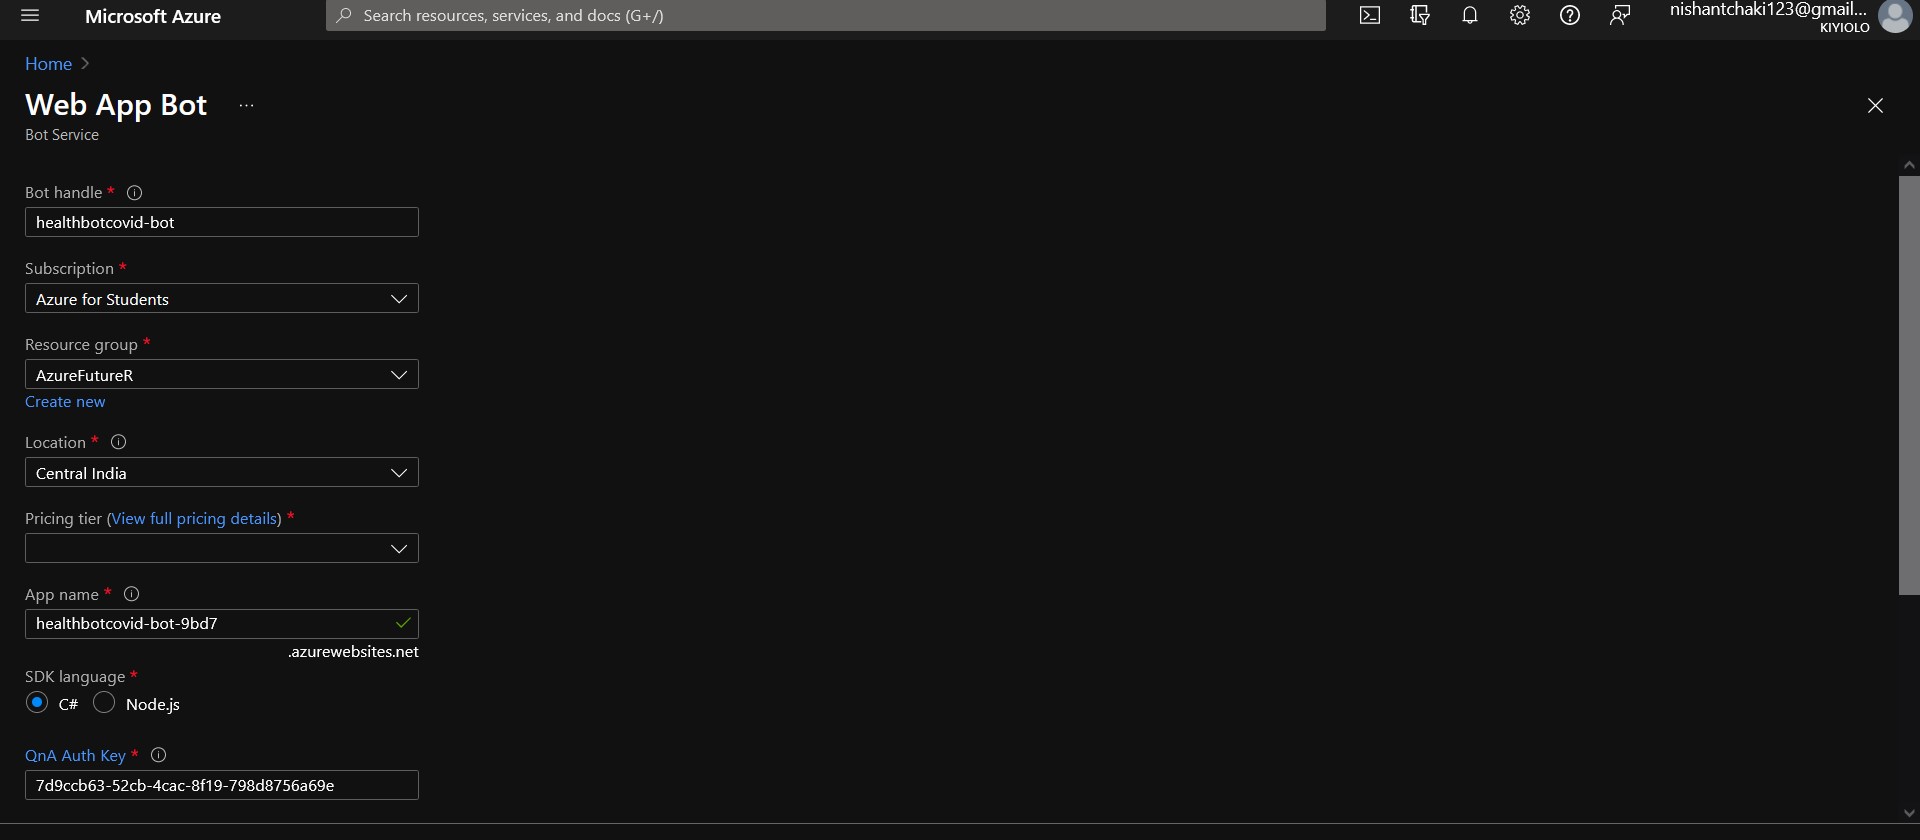 Microsoft Azure
Search resources, services, and docs (G+/)
nishantchaki123@gmail...
KIYIOLO
Home
Web App Bot ...
Bot Service
Bot handle *
healthbotcovid-bot
Subscription *
Azure for Students
Resource group *
AzureFutureR
Create new
Location *
Central India
Pricing tier (View full pricing details) *
App name *
healthbotcovid-bot-9bd7
.azurewebsites.net
SDK language *
C# Node.js
QnA Auth Key *
7d9ccb63-52cb-4cac-8f19-798d8756a69e